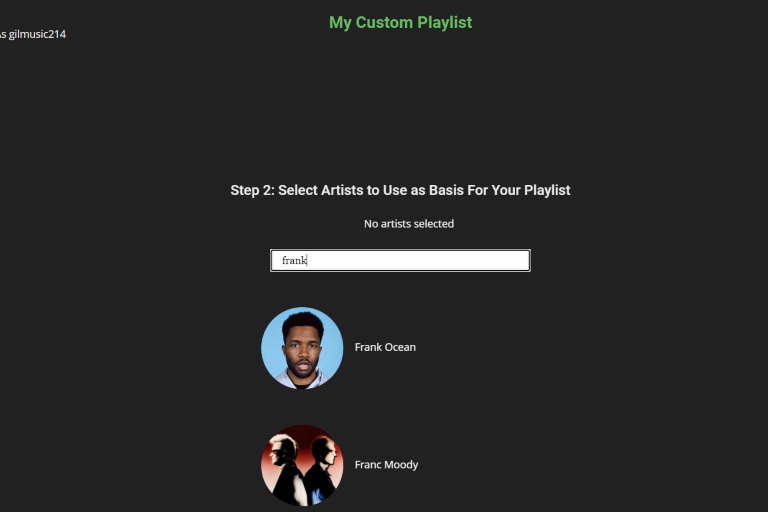 My Custom Playlist
As gilmusic214
Step 2: Select Artists to Use as Basis For Your Playlist
No artists selected
frank
Frank Ocean
Franc Moody